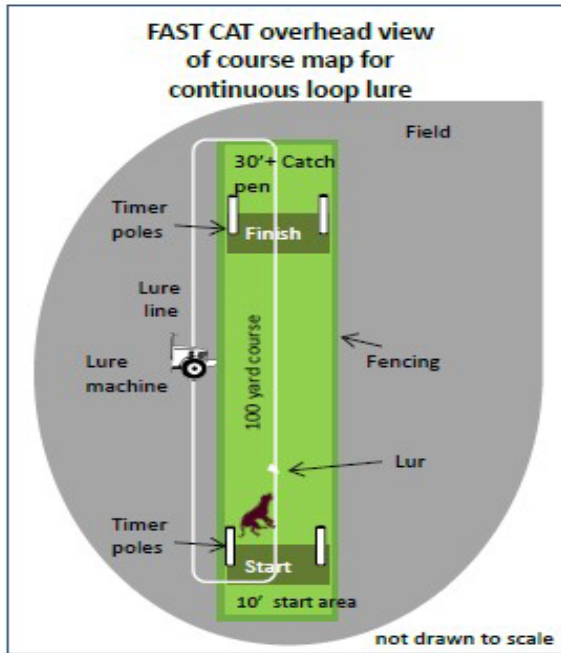 FAST CAT overhead view
of course map for
continuous loop lure
Field
30'+ Catch
pen
Timer
poles
Finish
Lure
line
Lure
machine
100 yard course
Fencing
Lur
Timer
poles
Start
10' start area
not drawn to scale